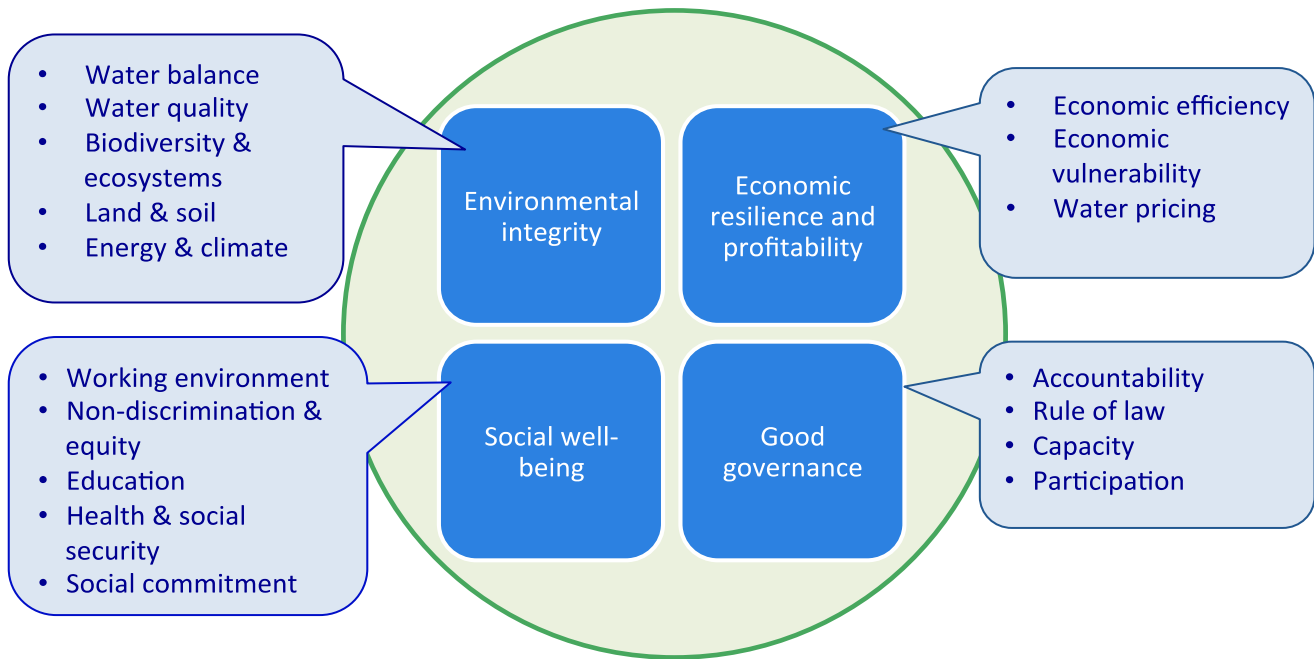 • Water balance
• Water quality
• Biodiversity &
ecosystems
• Land & soil
• Energy & climate
Environmental
integrity
Economic
resilience and
profitability
• Economic efficiency
• Economic
vulnerability
• Water pricing
• Working environment
• Non-discrimination &
equity
• Education
• Health & social
security
• Social commitment
Social well-
being
Good
governance
• Accountability
• Rule of law
• Capacity
• Participation